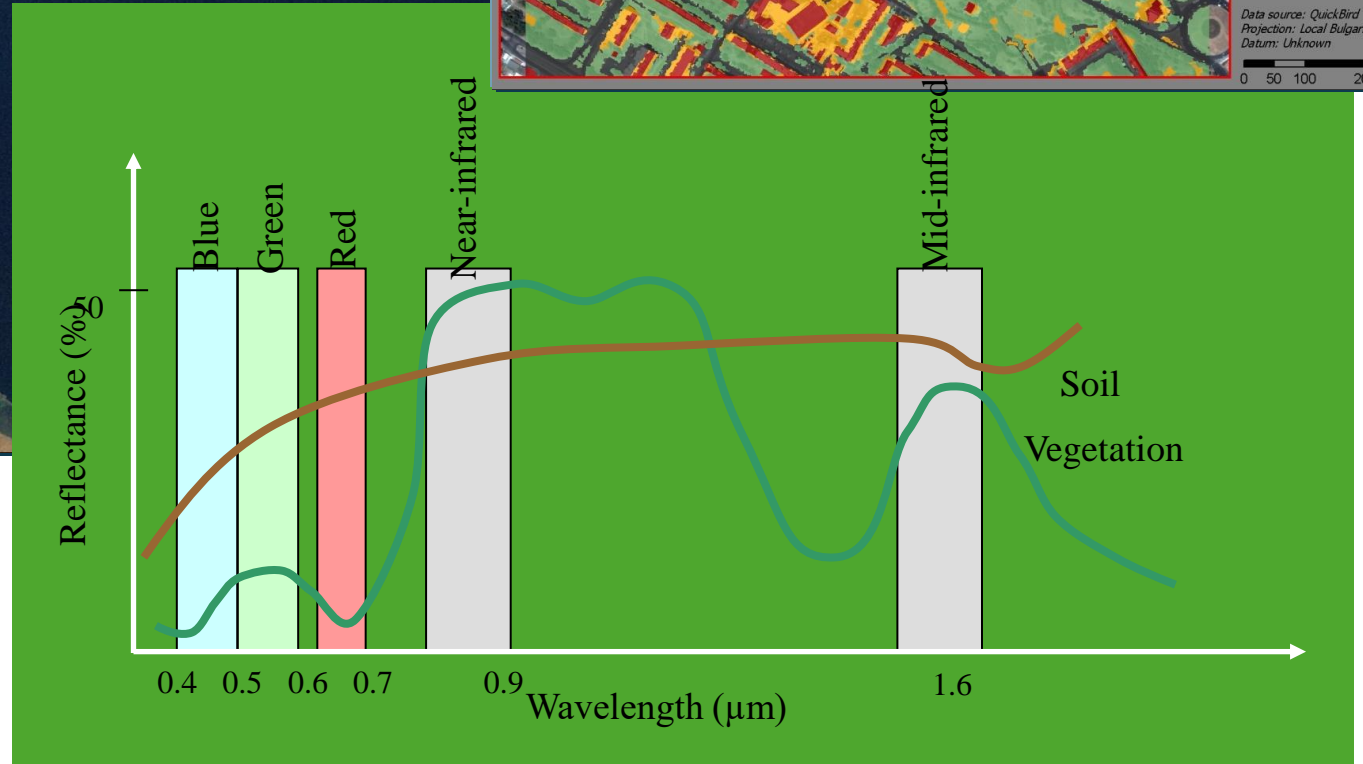 Data source: QuickBird
Projection: Local Bulgar
Datum: Unknown
0 50 100 20
Blue
Green
Red
Near-infrared
Mid-infrared
50
Reflectance (%)
Soil
Vegetation
0.4 0.5 0.6 0.7 0.9 1.6
Wavelength (µm)